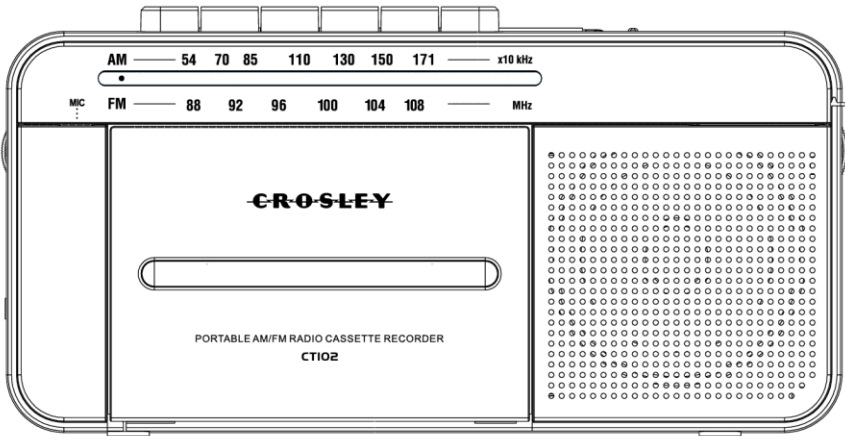 AM 54 70 85 110 130 150 171 x10 kHz
MIC FM 88 92 96 100 104 108 MHz
CROSLEY
PORTABLE AM/FM RADIO CASSETTE RECORDER
CT102